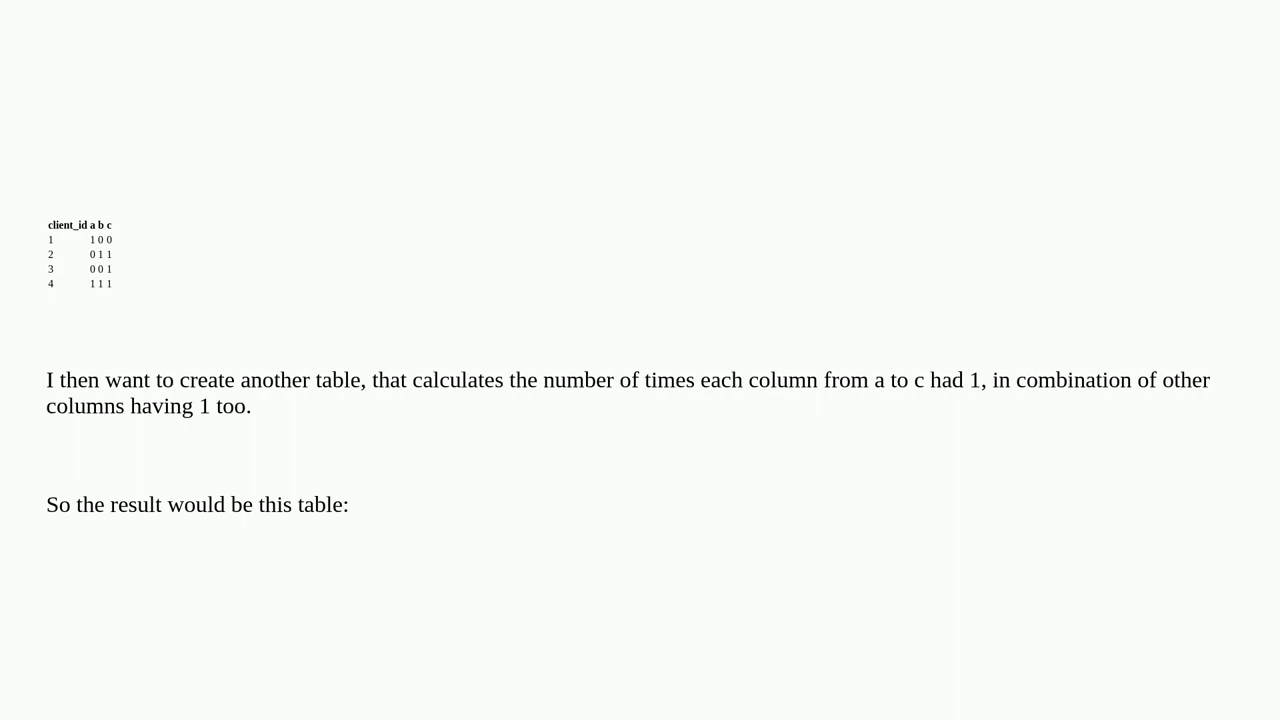 client_id a b c
1 1 0 0
2 0 1 1
3 0 0 1
4 1 1 1
I then want to create another table, that calculates the number of times each column from a to c had 1, in combination of other
columns having 1 too.
So the result would be this table: